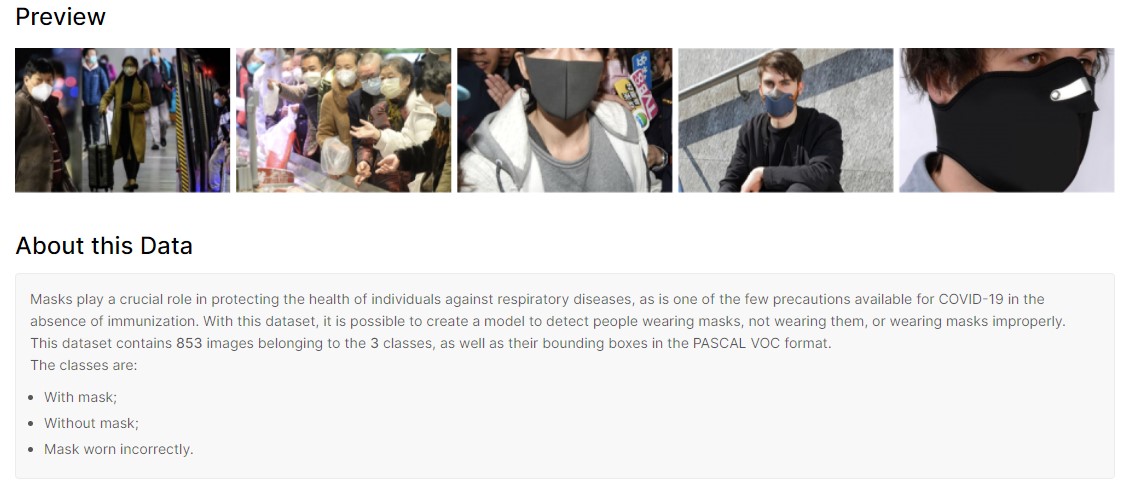 Preview
About this Data
Masks play a crucial role in protecting the health of individuals against respiratory diseases, as is one of the few precautions available for COVID-19 in the
absence of immunization. With this dataset, it is possible to create a model to detect people wearing masks, not wearing them, or wearing masks improperly.
This dataset contains 853 images belonging to the 3 classes, as well as their bounding boxes in the PASCAL VOC format.
The classes are:
• With mask;
• Without mask;
• Mask worn incorrectly.